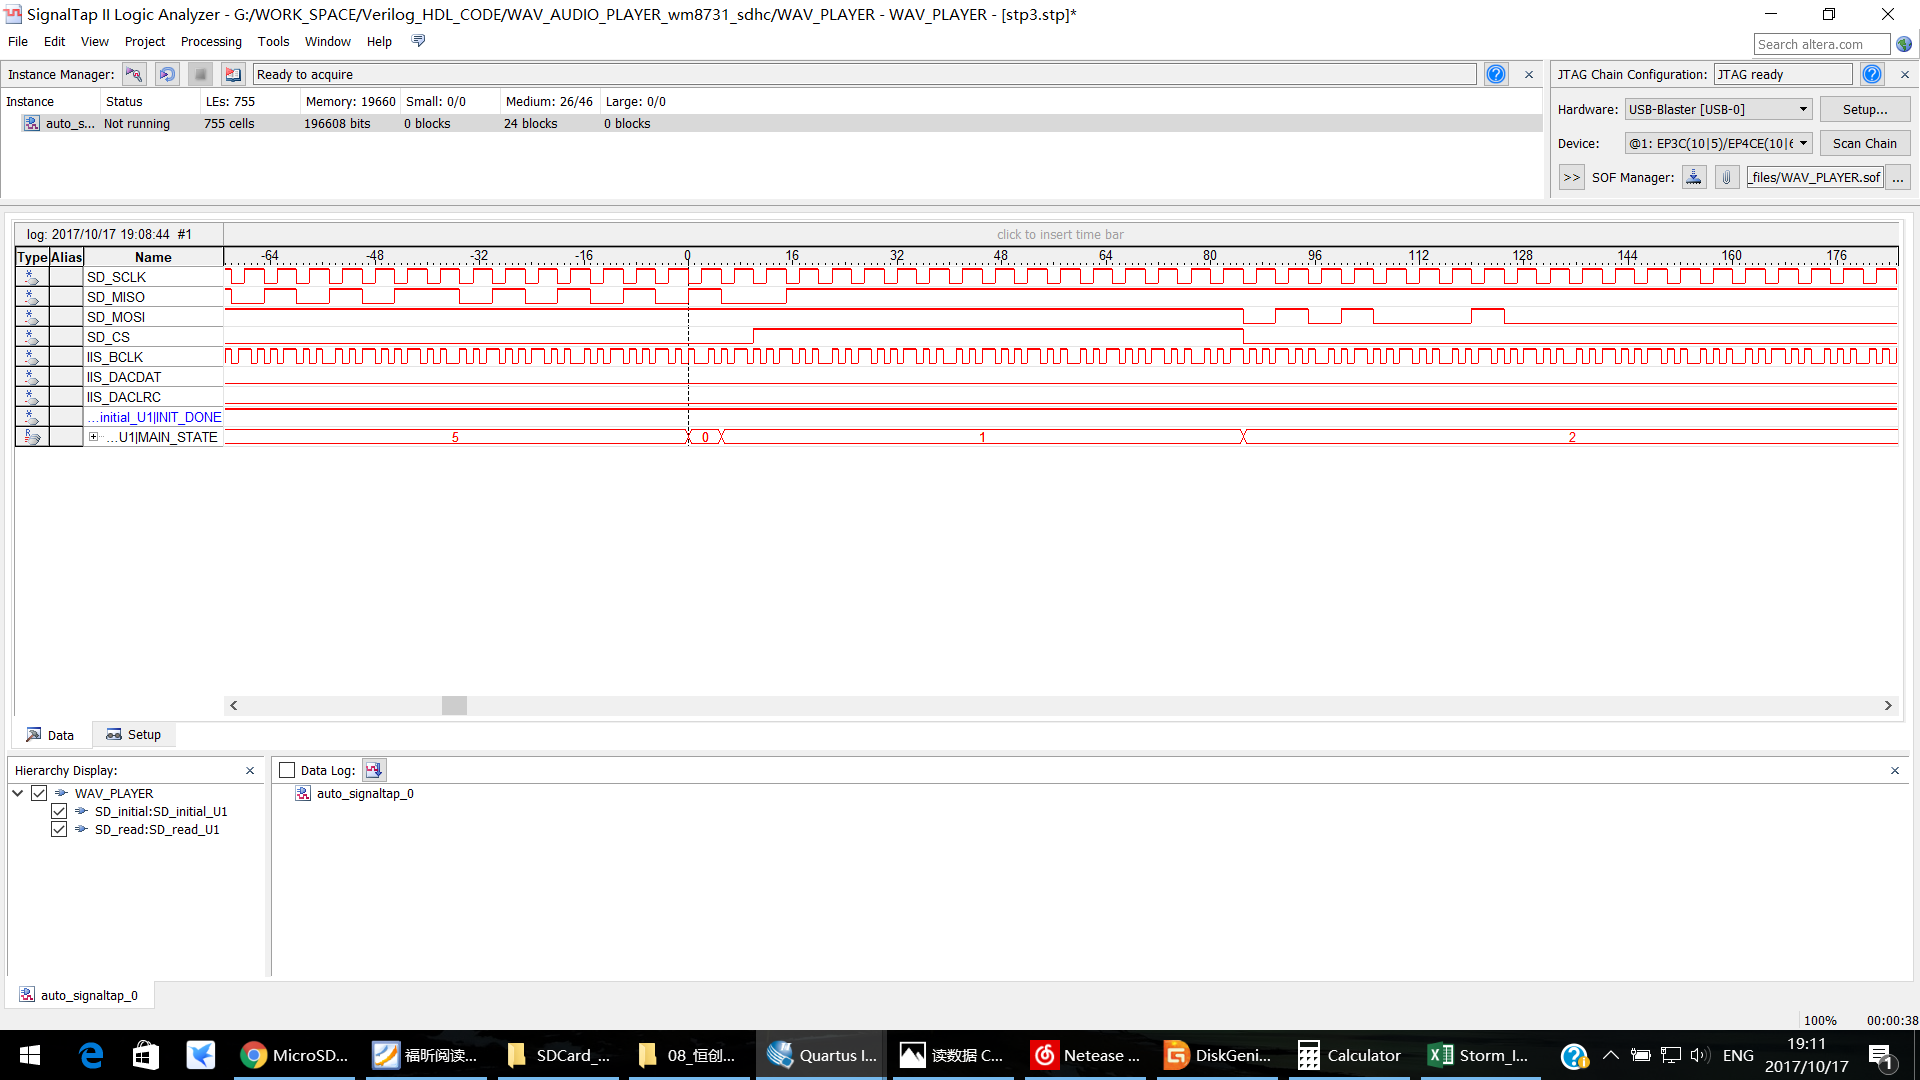 SignalTap II Logic Analyzer - G:/WORK_SPACE/Verilog_HDL_CODE/WAV_AUDIO_PLAYER_wm8731_sdhc/WAV_PLAYER - WAV_PLAYER - [stp3.stp]*
File Edit View Project Processing Tools Window Help
Search altera.com
Instance Manager: Ready to acquire
Instance Status LEs: 755 Memory: 19660 Small: 0/0 Medium: 26/46 Large: 0/0
auto_s... Not running 755 cells 196608 bits 0 blocks 24 blocks 0 blocks
JTAG Chain Configuration: JTAG ready
Hardware: USB-Blaster [USB-0] Setup...
Device: @1: EP3C(10|5)/EP4CE(10|6 Scan Chain
>> SOF Manager: _files/WAV_PLAYER.sof ...
log: 2017/10/17 19:08:44 #1 click to insert time bar
Type Alias Name -64 -48 -32 -16 0 16 32 48 64 80 96 112 128 144 160 176
SD_SCLK
SD_MISO
SD_MOSI
SD_CS
IIS_BCLK
IIS_DACDAT
IIS_DACLRC
...initial_U1|INIT_DONE
...U1|MAIN_STATE 5 0 1 2
Data Setup
Hierarchy Display:
WAV_PLAYER
SD_initial:SD_initial_U1
SD_read:SD_read_U1
Data Log:
auto_signaltap_0
auto_signaltap_0
100% 00:00:38
MicroSD... 福昕阅读... SDCard_... 08_恒创... Quartus I... 读数据 C... Netease ... DiskGeni... Calculator Storm_I... ENG 19:11
2017/10/17 1